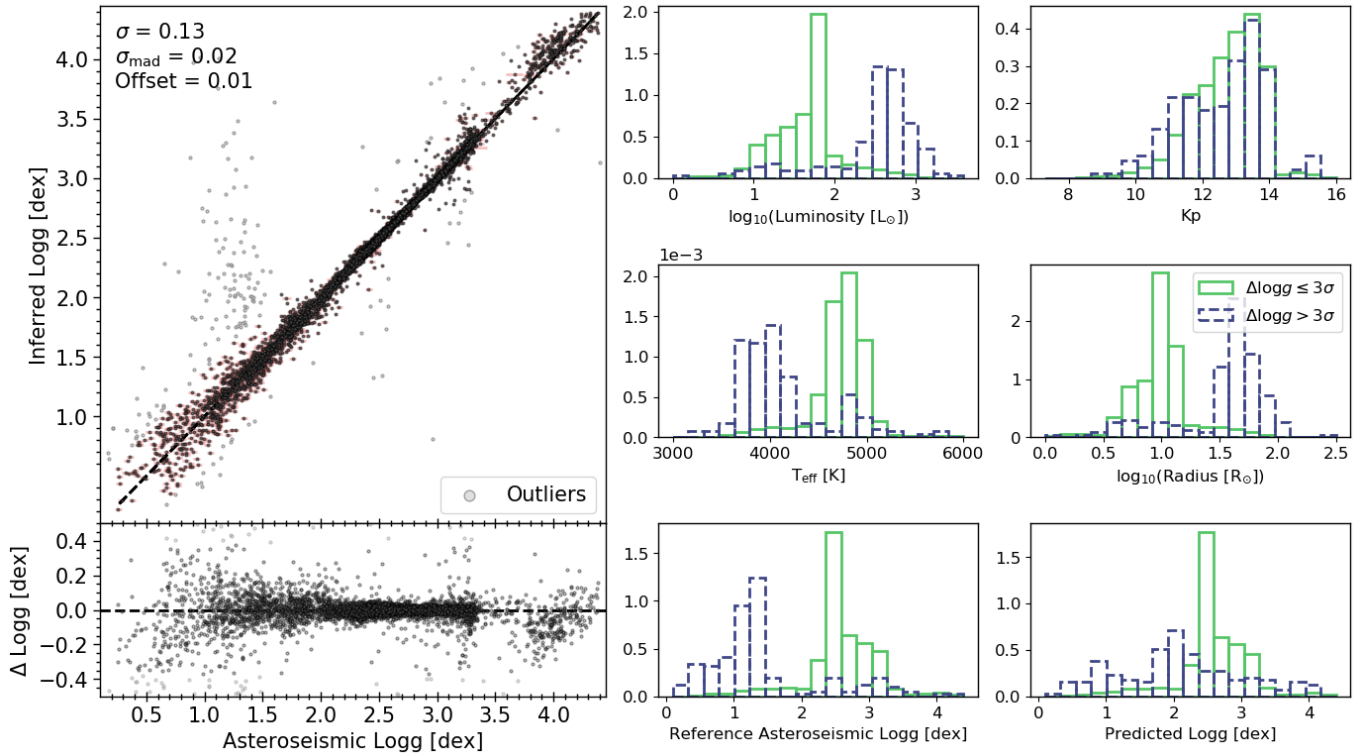 σ = 0.13
σmad = 0.02
Offset = 0.01
4.0
3.5
3.0
2.5
2.0
1.5
1.0
Inferred Logg [dex]
Outliers
0.4
0.2
0.0
−0.2
−0.4
Δ Logg [dex]
0.5 1.0 1.5 2.0 2.5 3.0 3.5 4.0
Asteroseismic Logg [dex]
2.0
1.5
1.0
0.5
0.0
0 1 2 3
log10(Luminosity [L⊙])
0.4
0.3
0.2
0.1
0.0
8 10 12 14 16
Kp
1e−3
2.0
1.5
1.0
0.5
0.0
3000 4000 5000 6000
Teff [K]
Δlogg ≤ 3σ
Δlogg > 3σ
2
1
0
0.0 0.5 1.0 1.5 2.0 2.5
log10(Radius [R⊙])
1.5
1.0
0.5
0.0
0 1 2 3 4
Reference Asteroseismic Logg [dex]
1.5
1.0
0.5
0.0
0 1 2 3 4
Predicted Logg [dex]